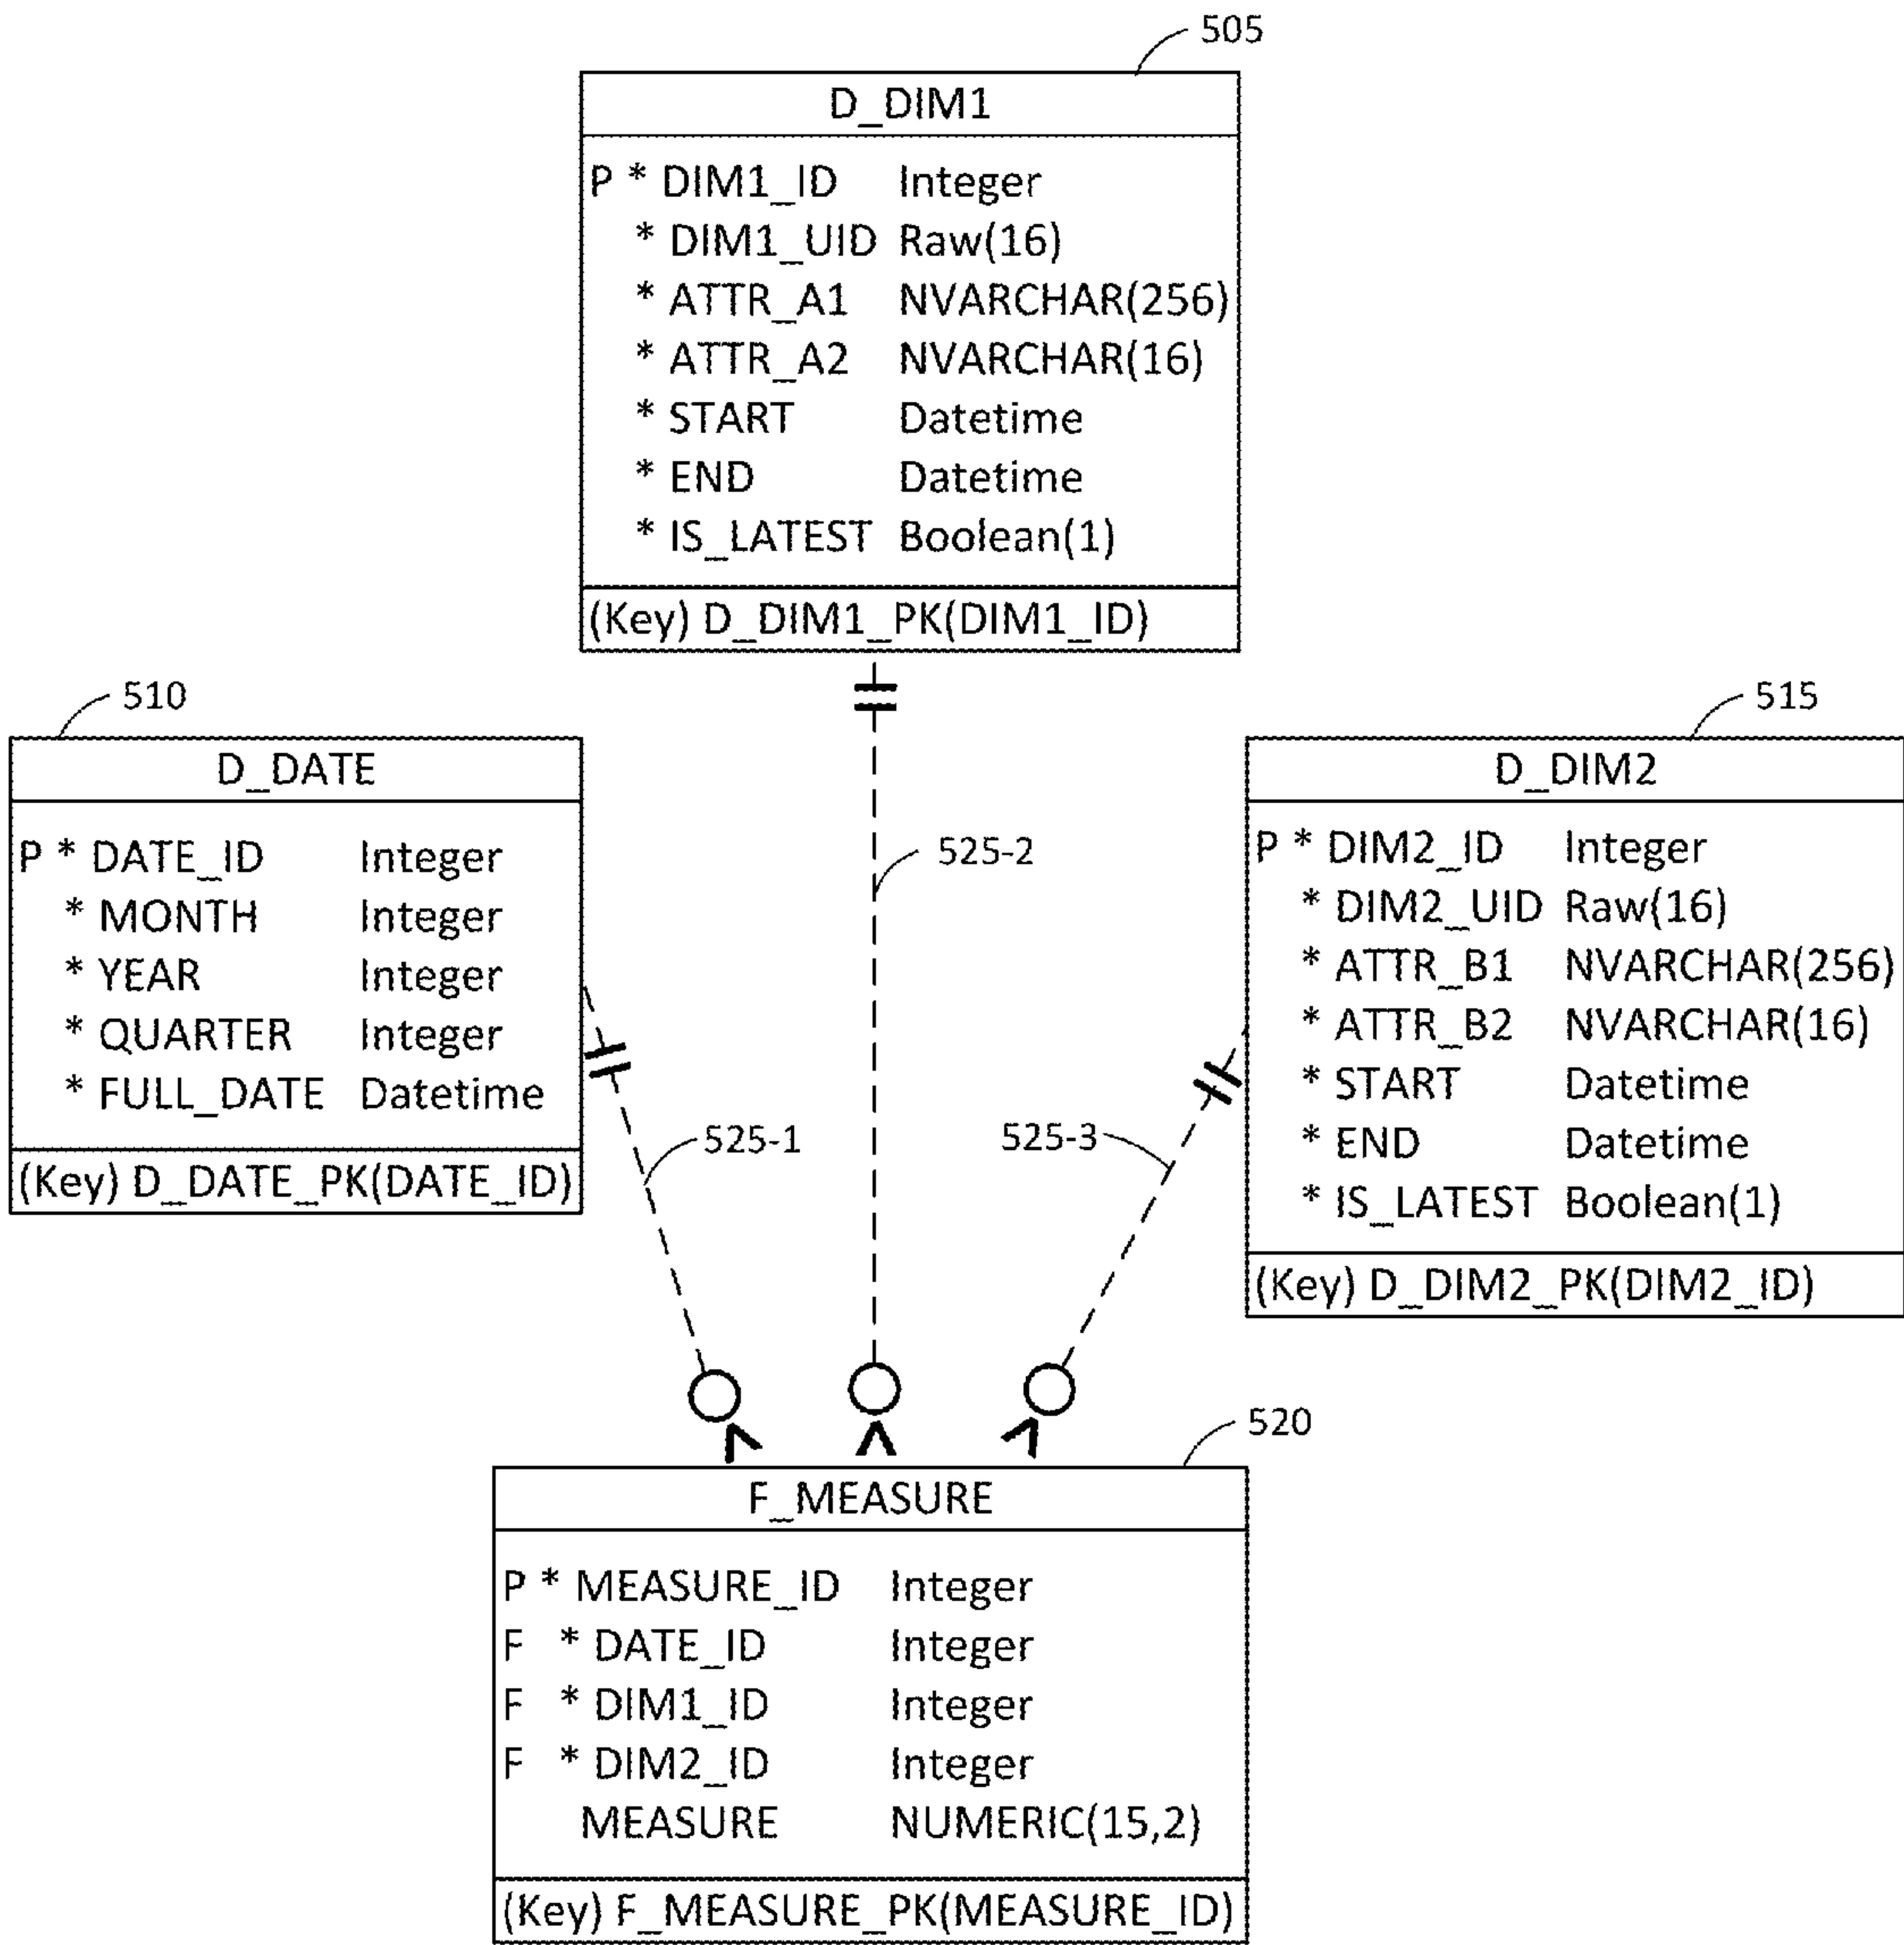 505
D_DIM1
P * DIM1_ID Integer
* DIM1_UID Raw(16)
* ATTR_A1 NVARCHAR(256)
* ATTR_A2 NVARCHAR(16)
* START Datetime
* END Datetime
* IS_LATEST Boolean(1)
(Key) D_DIM1_PK(DIM1_ID)
510
D_DATE
P * DATE_ID Integer
* MONTH Integer
* YEAR Integer
* QUARTER Integer
* FULL_DATE Datetime
(Key) D_DATE_PK(DATE_ID)
525-1
525-2
525-3
515
D_DIM2
P * DIM2_ID Integer
* DIM2_UID Raw(16)
* ATTR_B1 NVARCHAR(256)
* ATTR_B2 NVARCHAR(16)
* START Datetime
* END Datetime
* IS_LATEST Boolean(1)
(Key) D_DIM2_PK(DIM2_ID)
520
F_MEASURE
P * MEASURE_ID Integer
F * DATE_ID Integer
F * DIM1_ID Integer
F * DIM2_ID Integer
MEASURE NUMERIC(15,2)
(Key) F_MEASURE_PK(MEASURE_ID)